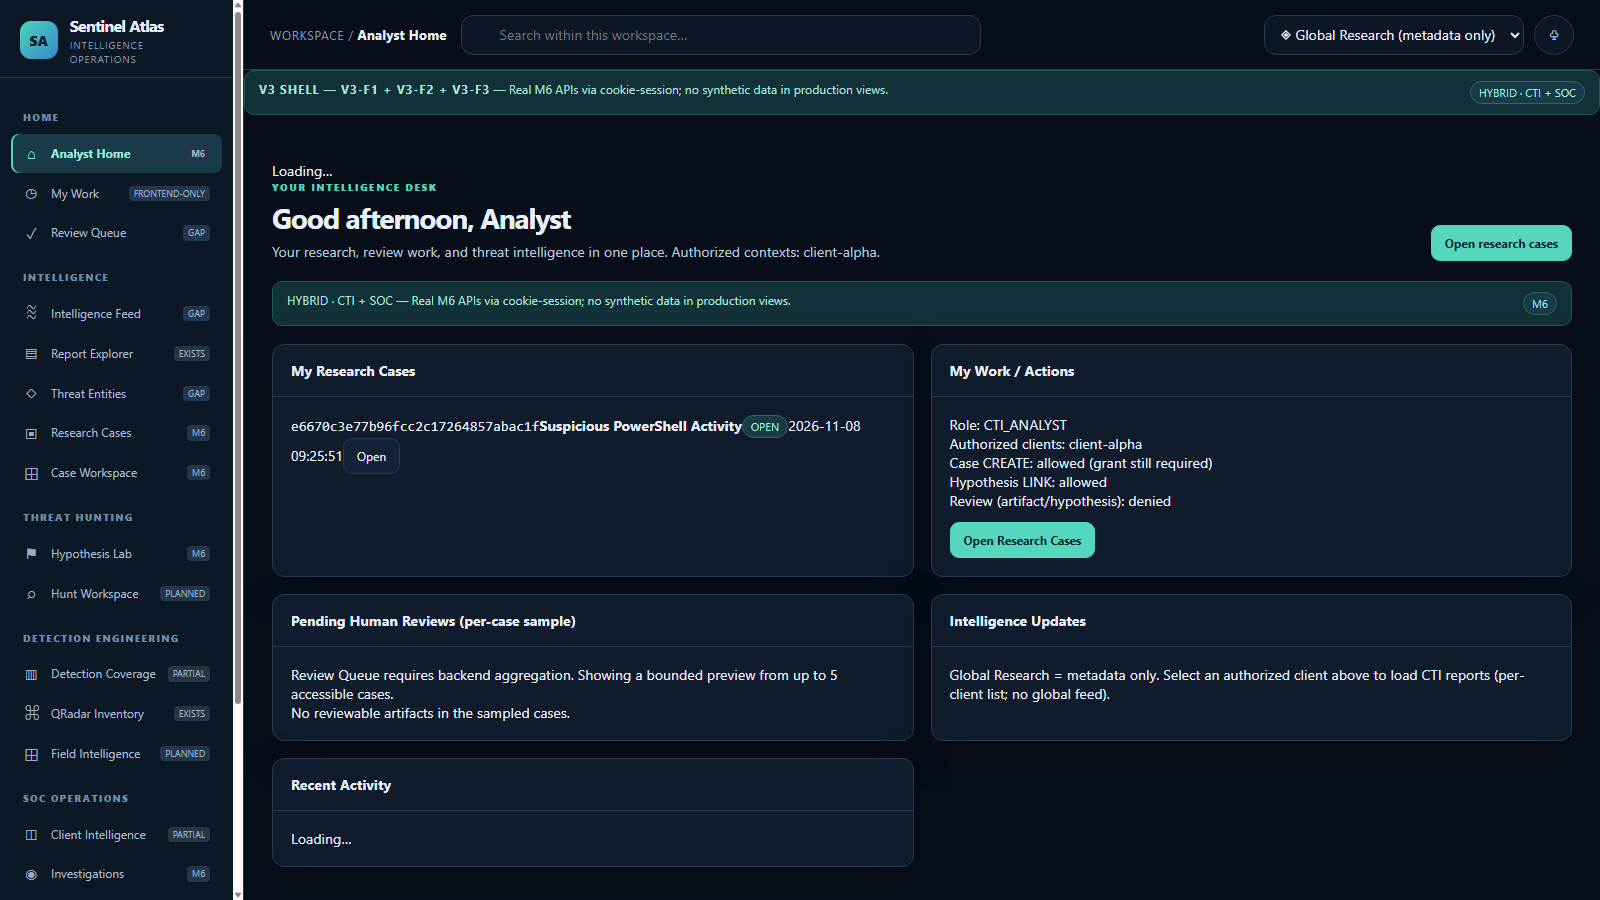 SA
Sentinel Atlas
INTELLIGENCE
OPERATIONS
HOME
Analyst Home M6
My Work FRONTEND-ONLY
Review Queue GAP
INTELLIGENCE
Intelligence Feed GAP
Report Explorer EXISTS
Threat Entities GAP
Research Cases M6
Case Workspace M6
THREAT HUNTING
Hypothesis Lab M6
Hunt Workspace PLANNED
DETECTION ENGINEERING
Detection Coverage PARTIAL
QRadar Inventory EXISTS
Field Intelligence PLANNED
SOC OPERATIONS
Client Intelligence PARTIAL
Investigations M6
WORKSPACE / Analyst Home
Search within this workspace...
◈ Global Research (metadata only)
V3 SHELL — V3-F1 + V3-F2 + V3-F3 — Real M6 APIs via cookie-session; no synthetic data in production views.
HYBRID · CTI + SOC
Loading...
YOUR INTELLIGENCE DESK
Good afternoon, Analyst
Your research, review work, and threat intelligence in one place. Authorized contexts: client-alpha.
Open research cases
HYBRID · CTI + SOC — Real M6 APIs via cookie-session; no synthetic data in production views.
M6
My Research Cases
e6670c3e77b96fcc2c17264857abac1fSuspicious PowerShell Activity OPEN 2026-11-08
09:25:51 Open
My Work / Actions
Role: CTI_ANALYST
Authorized clients: client-alpha
Case CREATE: allowed (grant still required)
Hypothesis LINK: allowed
Review (artifact/hypothesis): denied
Open Research Cases
Pending Human Reviews (per-case sample)
Review Queue requires backend aggregation. Showing a bounded preview from up to 5
accessible cases.
No reviewable artifacts in the sampled cases.
Intelligence Updates
Global Research = metadata only. Select an authorized client above to load CTI reports (per-
client list; no global feed).
Recent Activity
Loading...